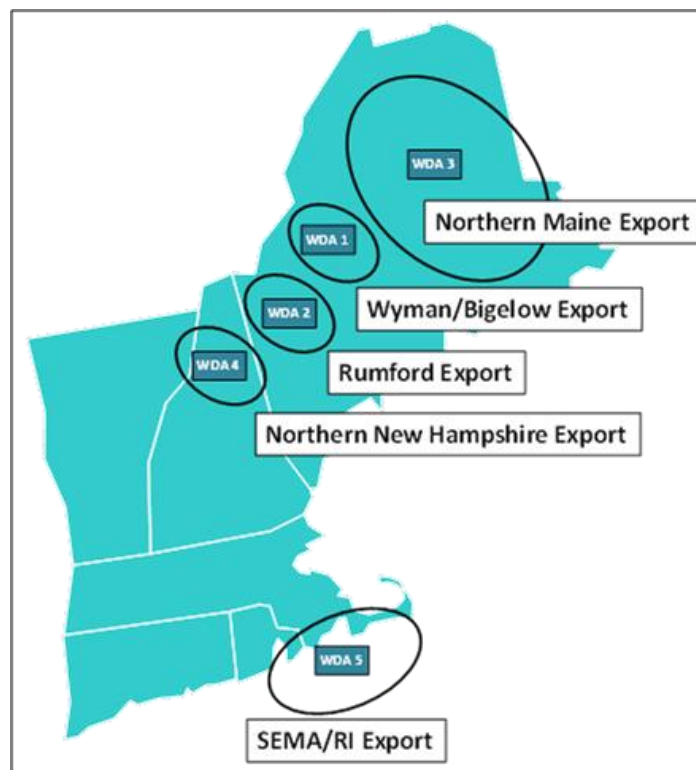 WDA 3
Northern Maine Export
WDA 1
Wyman/Bigelow Export
WDA 2
Rumford Export
WDA 4
Northern New Hampshire Export
WDA 5
SEMA/RI Export